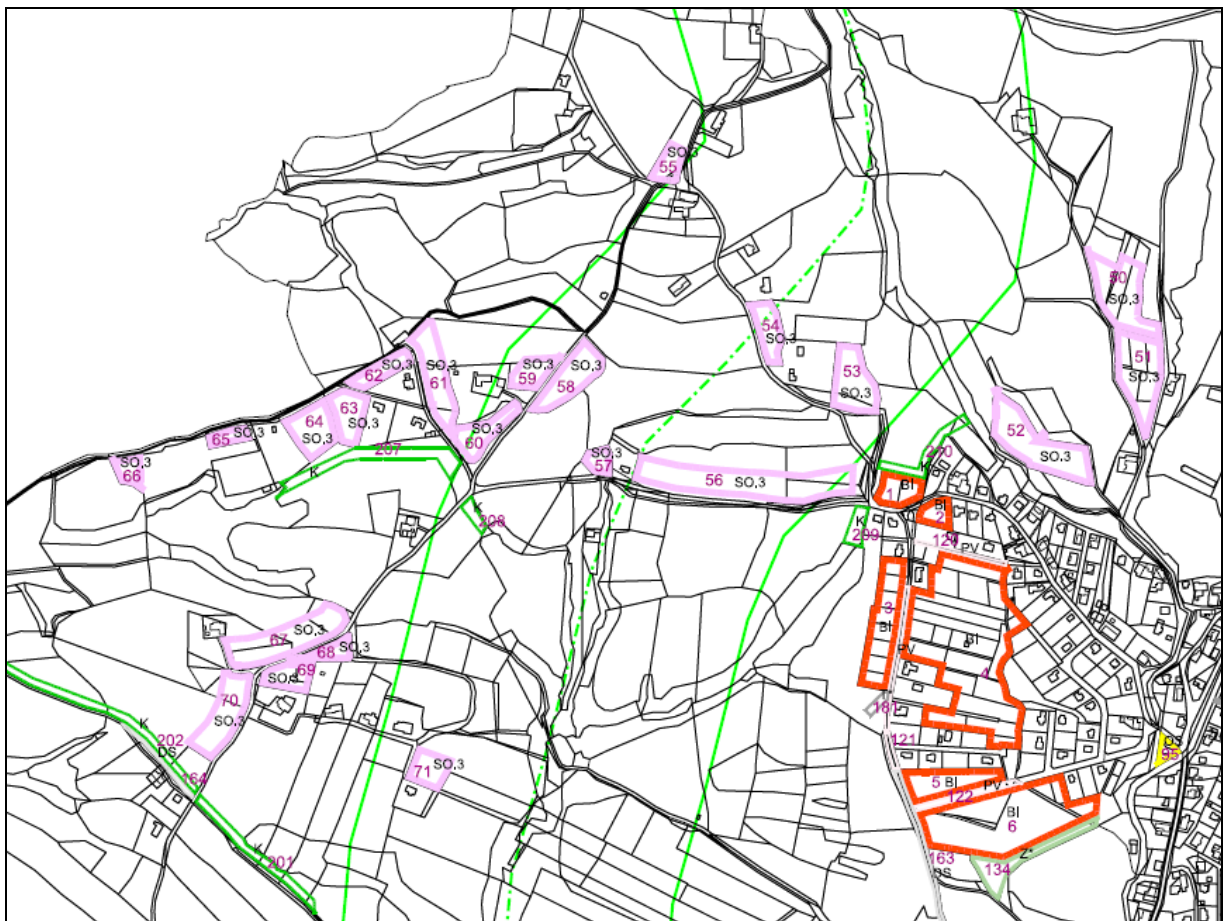 SO,3
55
50
SO,3
54
SO,3
51
SO,3
SO,3
62
SO,3
61
SO,3
59
SO,3
58
53
SO,3
63
SO,3
64
SO,3
SO,3
60
52
SO,3
65
SO,3
SO,3
66
207
K
SO,3
57
56
SO,3
210
K
1
BI
BI
2
K
208
K
209
124
PV
3
BI
BI
4
PV
67
SO,3
SO,3
68
69
SO,3
70
SO,3
181
K
202
DS
164
121
OS
95
71
SO,3
5
BI
122
PV
BI
6
K
201
163
DS
Z*
134